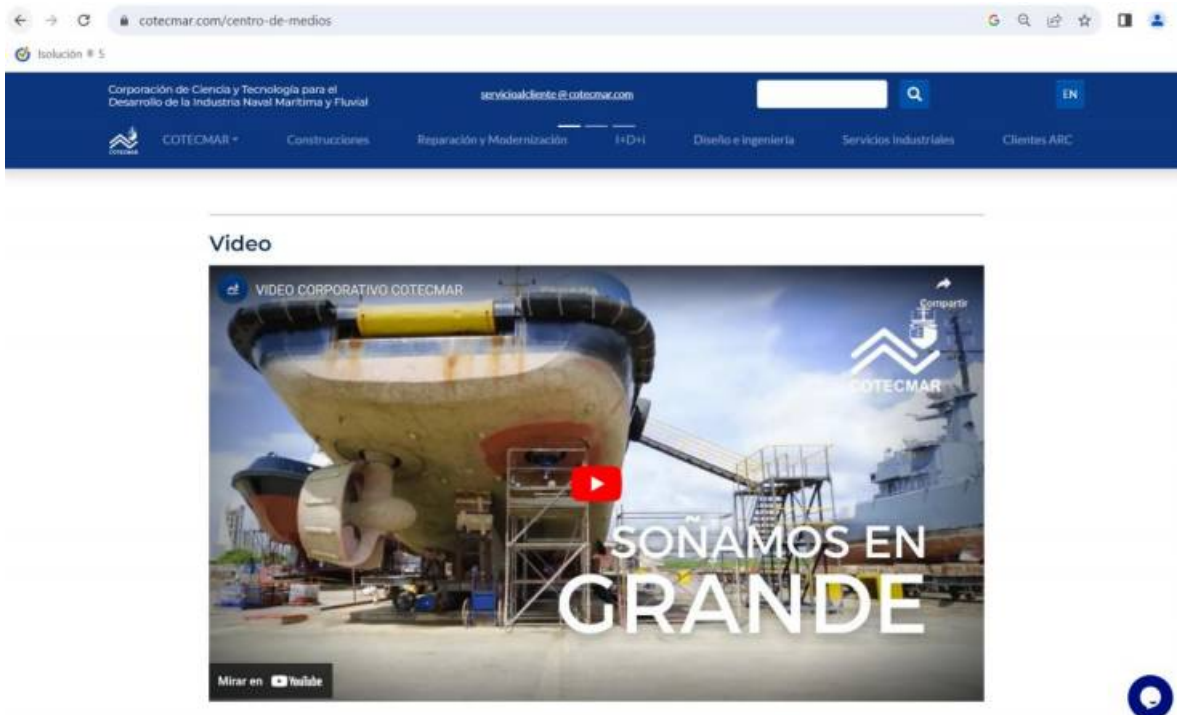 cotecmar.com/centro-de-medios
Isolución ® 5
Corporación de Ciencia y Tecnología para el
Desarrollo de la Industria Naval Marítima y Fluvial
servicioalcliente@cotecmar.com
EN
COTECMAR
COTECMAR
Construcciones
Reparación y Modernización
I+D+i
Diseño e ingeniería
Servicios Industriales
Clientes ARC
Video
VIDEO CORPORATIVO COTECMAR
Compartir
COTECMAR
SOÑAMOS EN
GRANDE
Mirar en YouTube